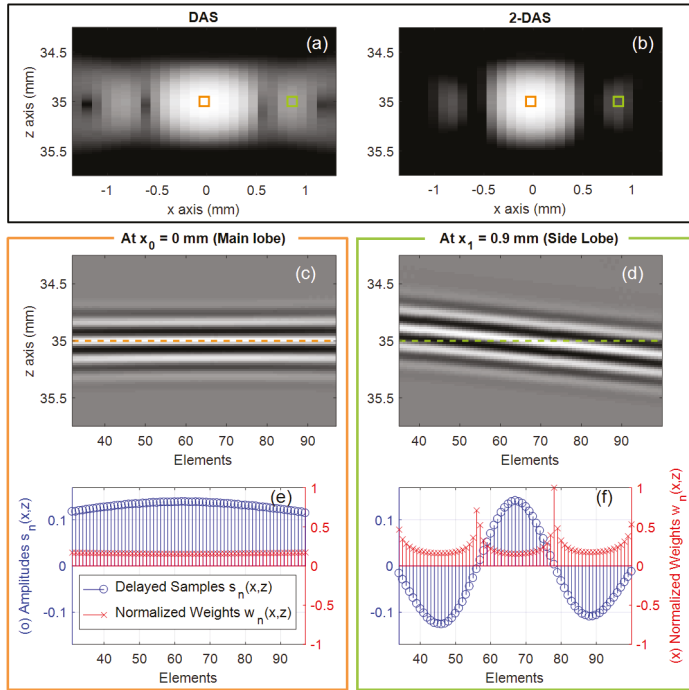 DAS
2-DAS
(a)
(b)
z axis (mm)
34.5
35
35.5
34.5
35
35.5
-1 -0.5 0 0.5 1
-1 -0.5 0 0.5 1
x axis (mm)
x axis (mm)
At x0 = 0 mm (Main lobe)
At x1 = 0.9 mm (Side Lobe)
(c)
(d)
z axis (mm)
34.5
35
35.5
34.5
35
35.5
40 50 60 70 80 90
40 50 60 70 80 90
Elements
Elements
(e)
(f)
(o) Amplitudes sn(x,z)
0.1
0
-0.1
1
0.5
0
-0.5
-1
0.1
0
-0.1
1
0.5
0
-0.5
-1
(x) Normalized Weights wn(x,z)
Delayed Samples sn(x,z)
Normalized Weights wn(x,z)
40 50 60 70 80 90
40 50 60 70 80 90
Elements
Elements